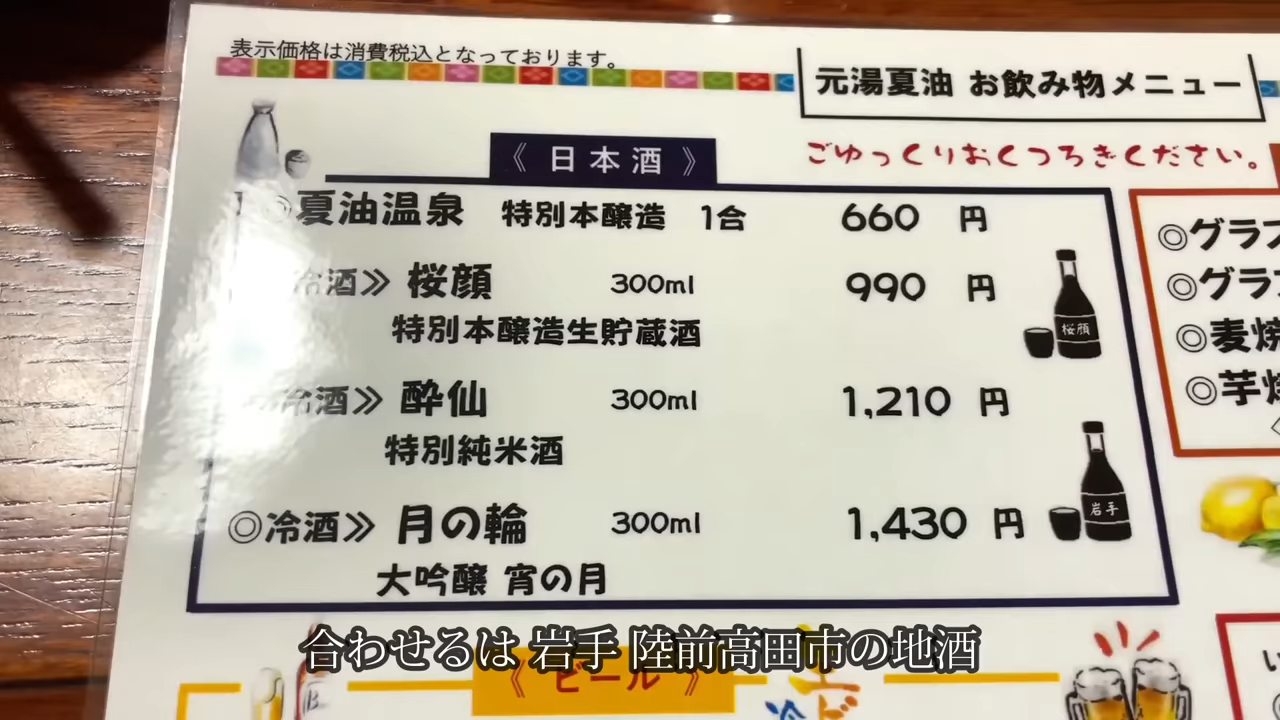 表示価格は消費税込となっております。
元湯夏油 お飲み物メニュー
ごゆっくりおくつろぎください。
《 日本酒 》
◎夏油温泉 特別本醸造 1合 660 円
冷酒≫ 桜顔 300ml 990 円
特別本醸造生貯蔵酒
桜顔
冷酒≫ 酔仙 300ml 1,210 円
特別純米酒
◎冷酒≫ 月の輪 300ml 1,430 円
大吟醸 宵の月
岩手
◎グラ
◎グラ
◎麦焼
◎芋焼
合わせるは 岩手 陸前高田市の地酒
《 ビール 》